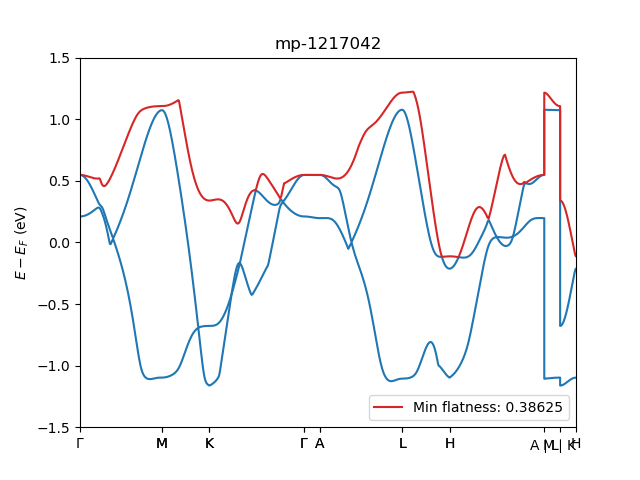 mp-1217042
E − E_F (eV)
1.5
1.0
0.5
0.0
−0.5
−1.0
−1.5
Min flatness: 0.38625
Γ M K Γ A L H A | M L | K H